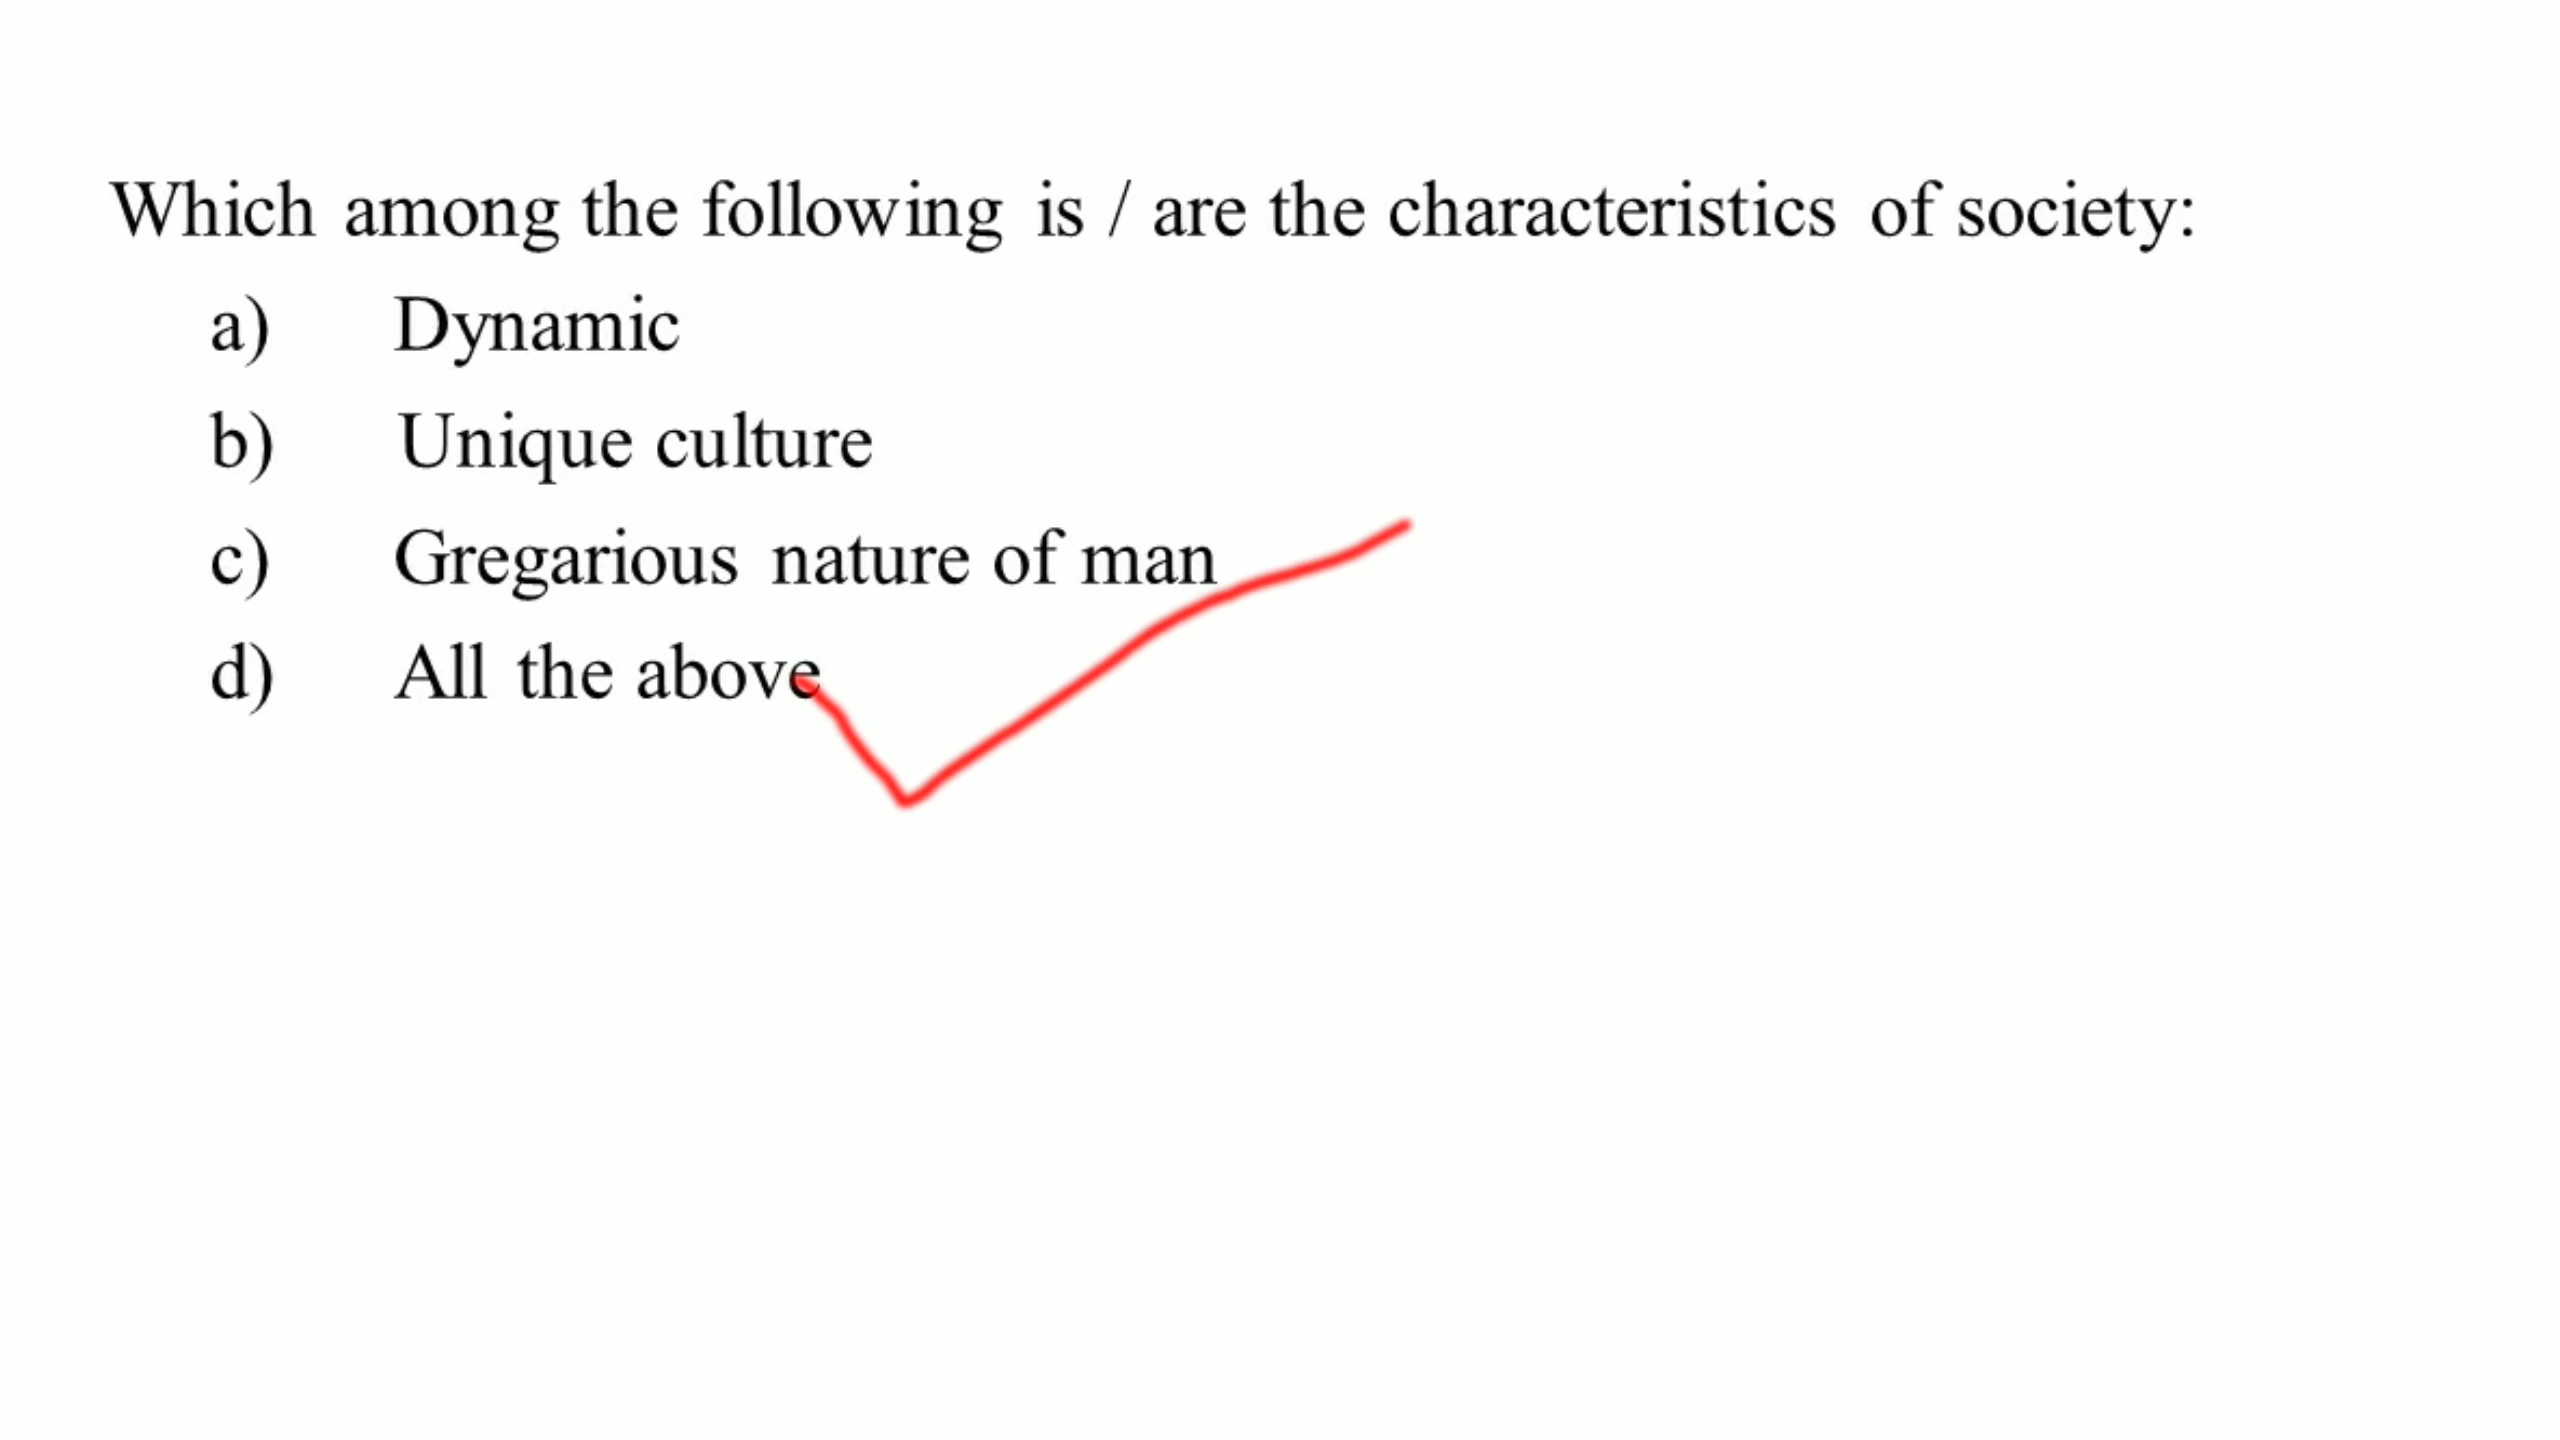 Which among the following is / are the characteristics of society:
a) Dynamic
b) Unique culture
c) Gregarious nature of man
d) All the above